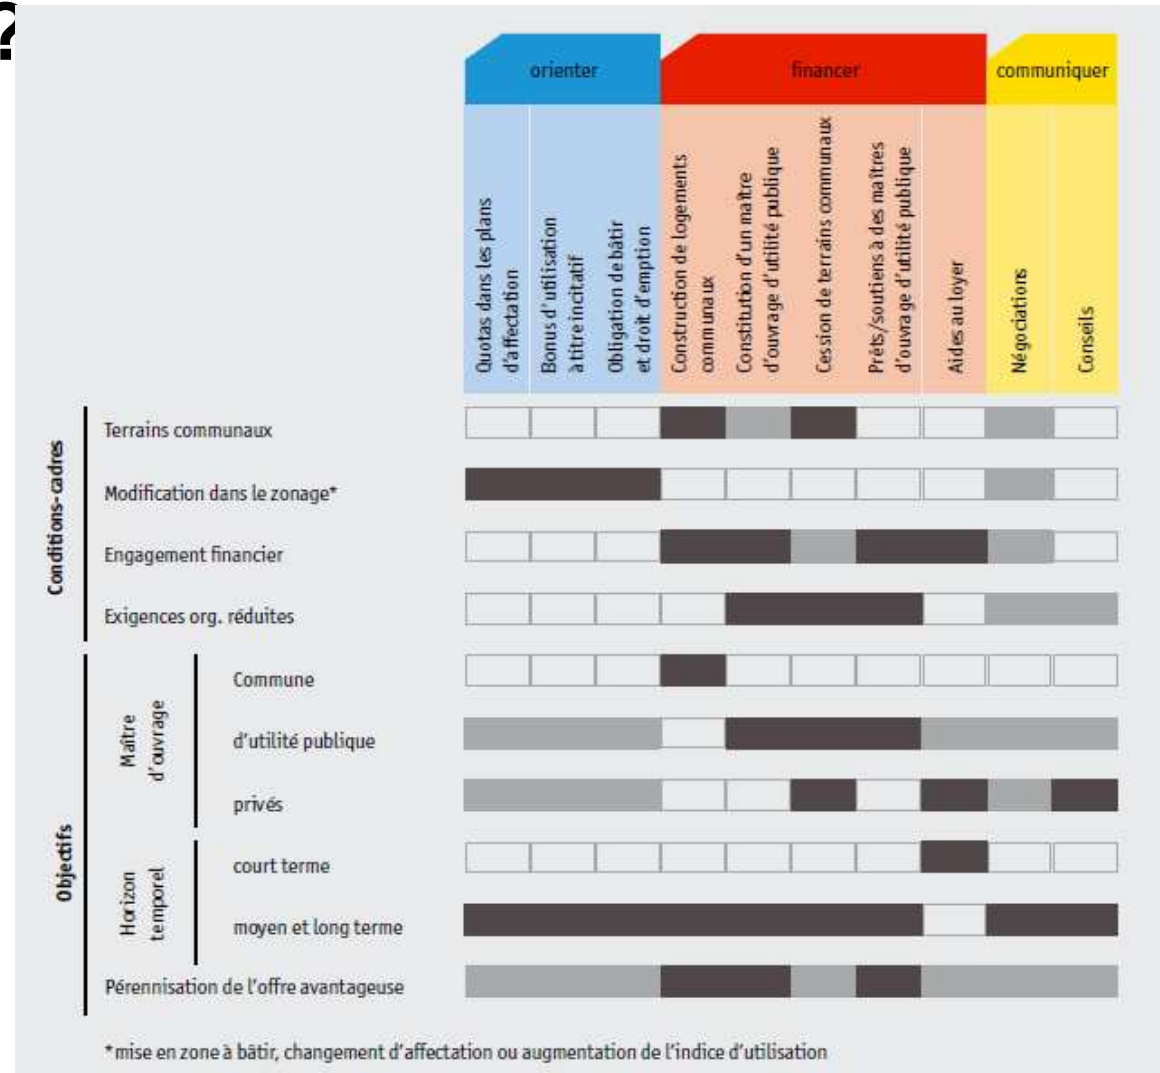 ?
orienter
financer
communiquer
Quotas dans les plans
d'affectation
Bonus d'utilisation
à titre incitatif
Obligation de bâtir
et droit d'emption
Construction de logements
communaux
Constitution d'un maître
d'ouvrage d'utilité publique
Cession de terrains communaux
Prêts/soutiens à des maîtres
d'ouvrage d'utilité publique
Aides au loyer
Négociations
Conseils
Conditions-cadres
Terrains communaux
Modification dans le zonage*
Engagement financier
Exigences org. réduites
Objectifs
Maître
d'ouvrage
Commune
d'utilité publique
privés
Horizon
temporel
court terme
moyen et long terme
Pérennisation de l'offre avantageuse
*mise en zone à bâtir, changement d'affectation ou augmentation de l'indice d'utilisation